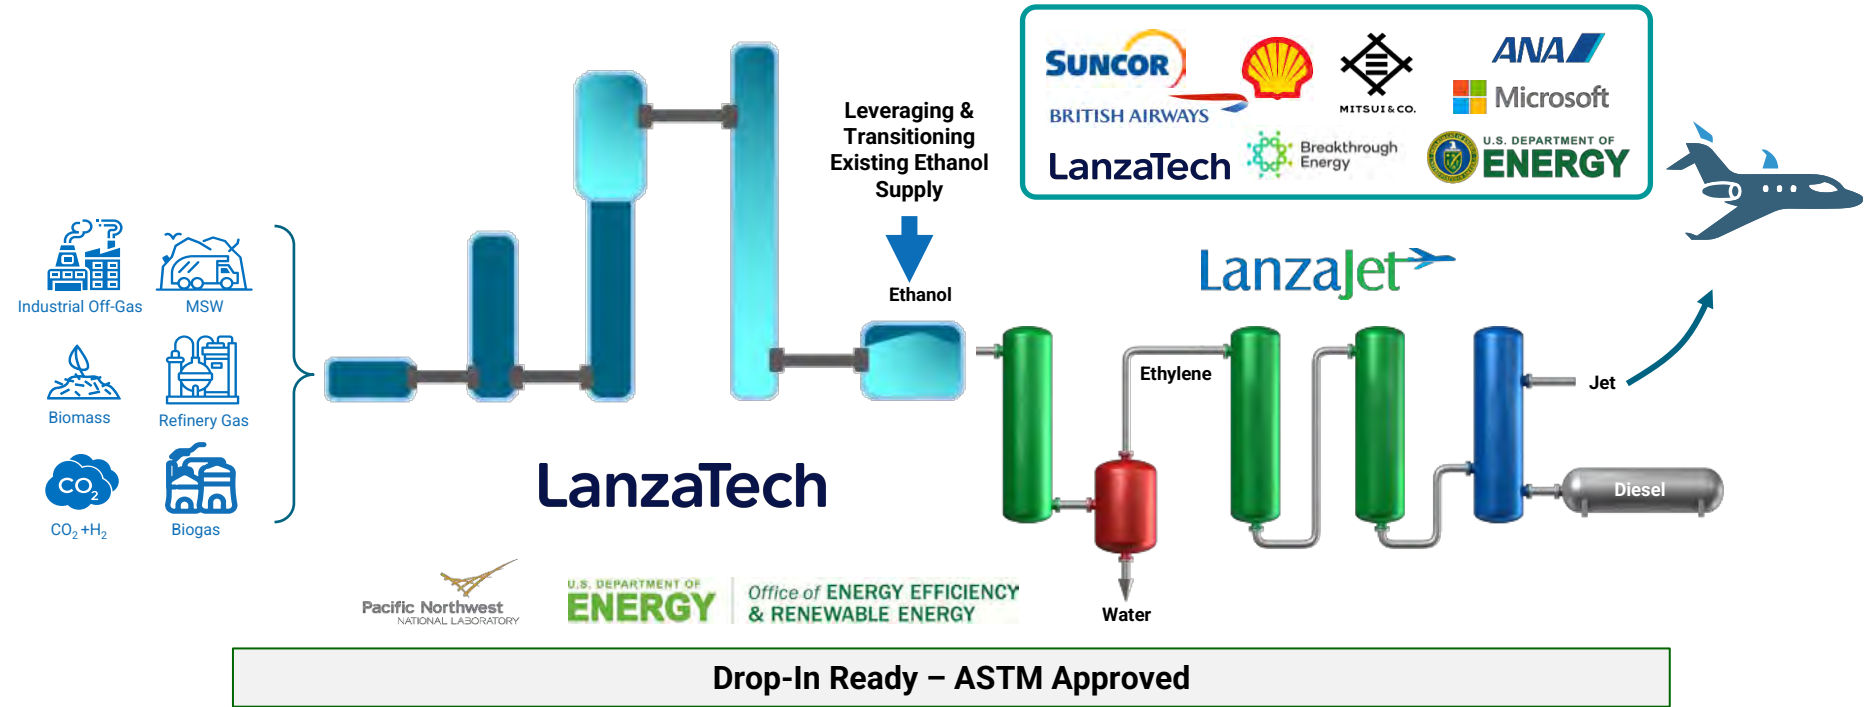 SUNCOR
ANA
MITSUI & CO.
Microsoft
BRITISH AIRWAYS
LanzaTech
Breakthrough
Energy
U.S. DEPARTMENT OF
ENERGY
Leveraging &
Transitioning
Existing Ethanol
Supply
Ethanol
LanzaJet
Industrial Off-Gas
MSW
Biomass
Refinery Gas
CO₂
CO₂ +H₂
Biogas
LanzaTech
Ethylene
Jet
Diesel
Water
Pacific Northwest
NATIONAL LABORATORY
U.S. DEPARTMENT OF
ENERGY
Office of ENERGY EFFICIENCY
& RENEWABLE ENERGY
Drop-In Ready – ASTM Approved